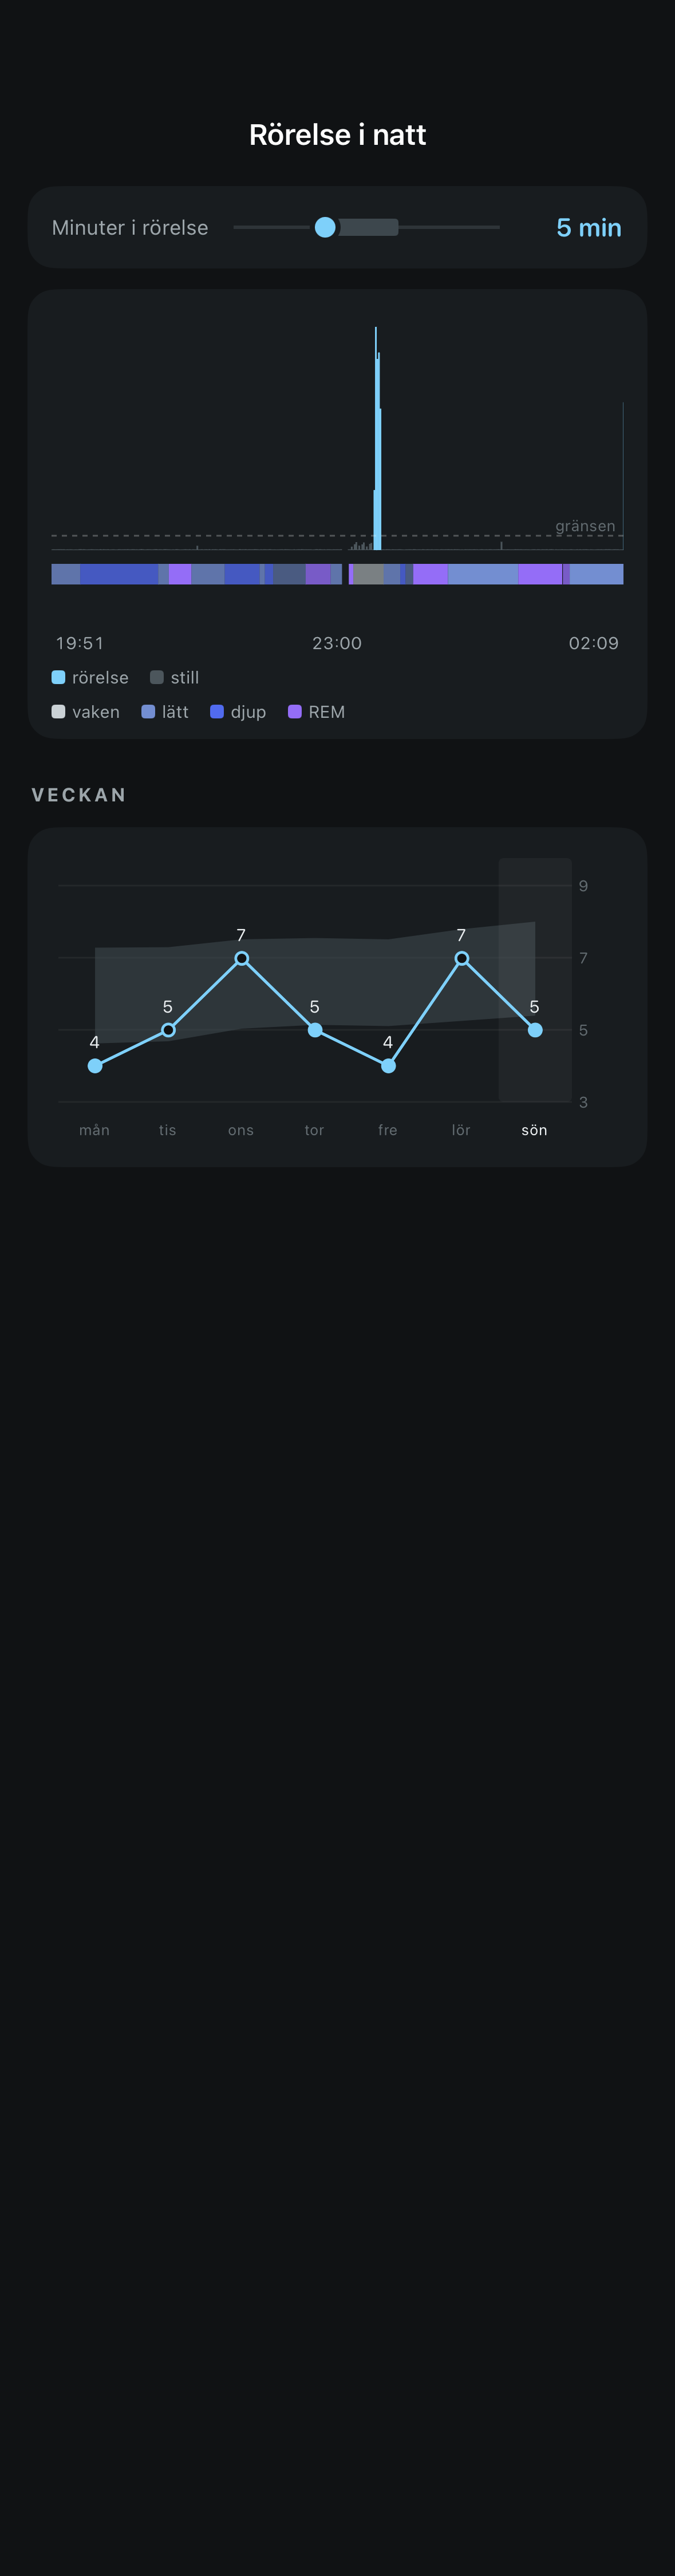 Rörelse i natt
Minuter i rörelse 5 min
gränsen
19:51 23:00 02:09
rörelse still
vaken lätt djup REM
VECKAN
9
7 7
7
5 5 5
5
4 4
3
mån tis ons tor fre lör sön